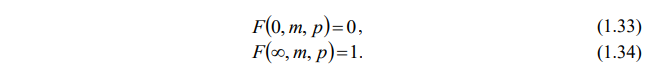 F(0, m, p)=0, (1.33)
F(∞, m, p)=1. (1.34)